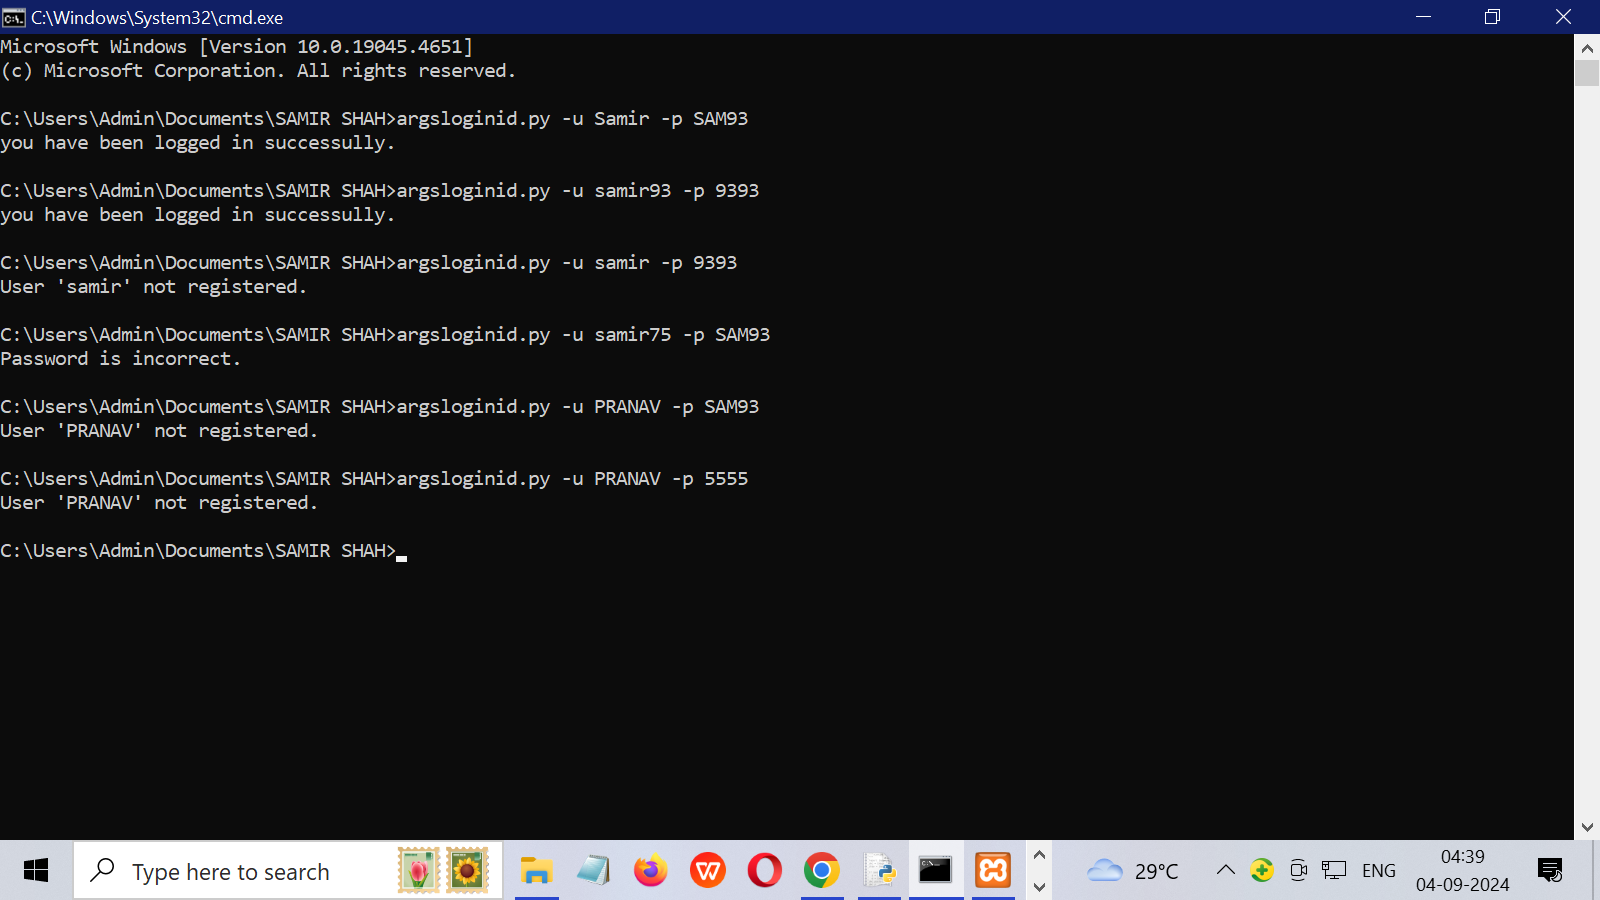 C:\Windows\System32\cmd.exe
Microsoft Windows [Version 10.0.19045.4651]
(c) Microsoft Corporation. All rights reserved.
C:\Users\Admin\Documents\SAMIR SHAH>argsloginid.py -u Samir -p SAM93
you have been logged in successully.
C:\Users\Admin\Documents\SAMIR SHAH>argsloginid.py -u samir93 -p 9393
you have been logged in successully.
C:\Users\Admin\Documents\SAMIR SHAH>argsloginid.py -u samir -p 9393
User 'samir' not registered.
C:\Users\Admin\Documents\SAMIR SHAH>argsloginid.py -u samir75 -p SAM93
Password is incorrect.
C:\Users\Admin\Documents\SAMIR SHAH>argsloginid.py -u PRANAV -p SAM93
User 'PRANAV' not registered.
C:\Users\Admin\Documents\SAMIR SHAH>argsloginid.py -u PRANAV -p 5555
User 'PRANAV' not registered.
C:\Users\Admin\Documents\SAMIR SHAH>
Type here to search
29°C
ENG
04:39
04-09-2024